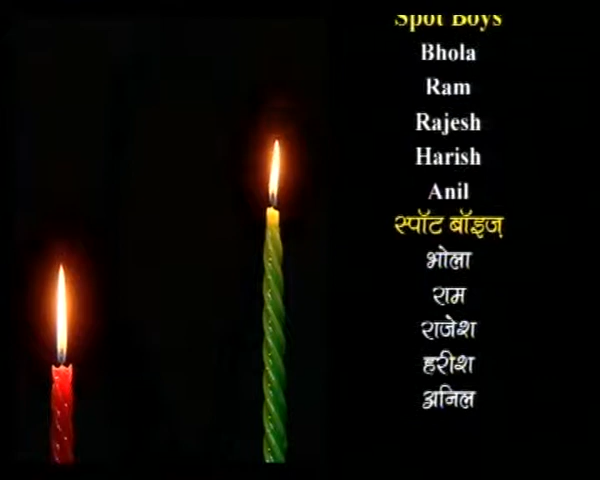 Spot Boys
Bhola
Ram
Rajesh
Harish
Anil
स्पॉट बॉइज़
भोला
राम
राजेश
हरीश
अनिल